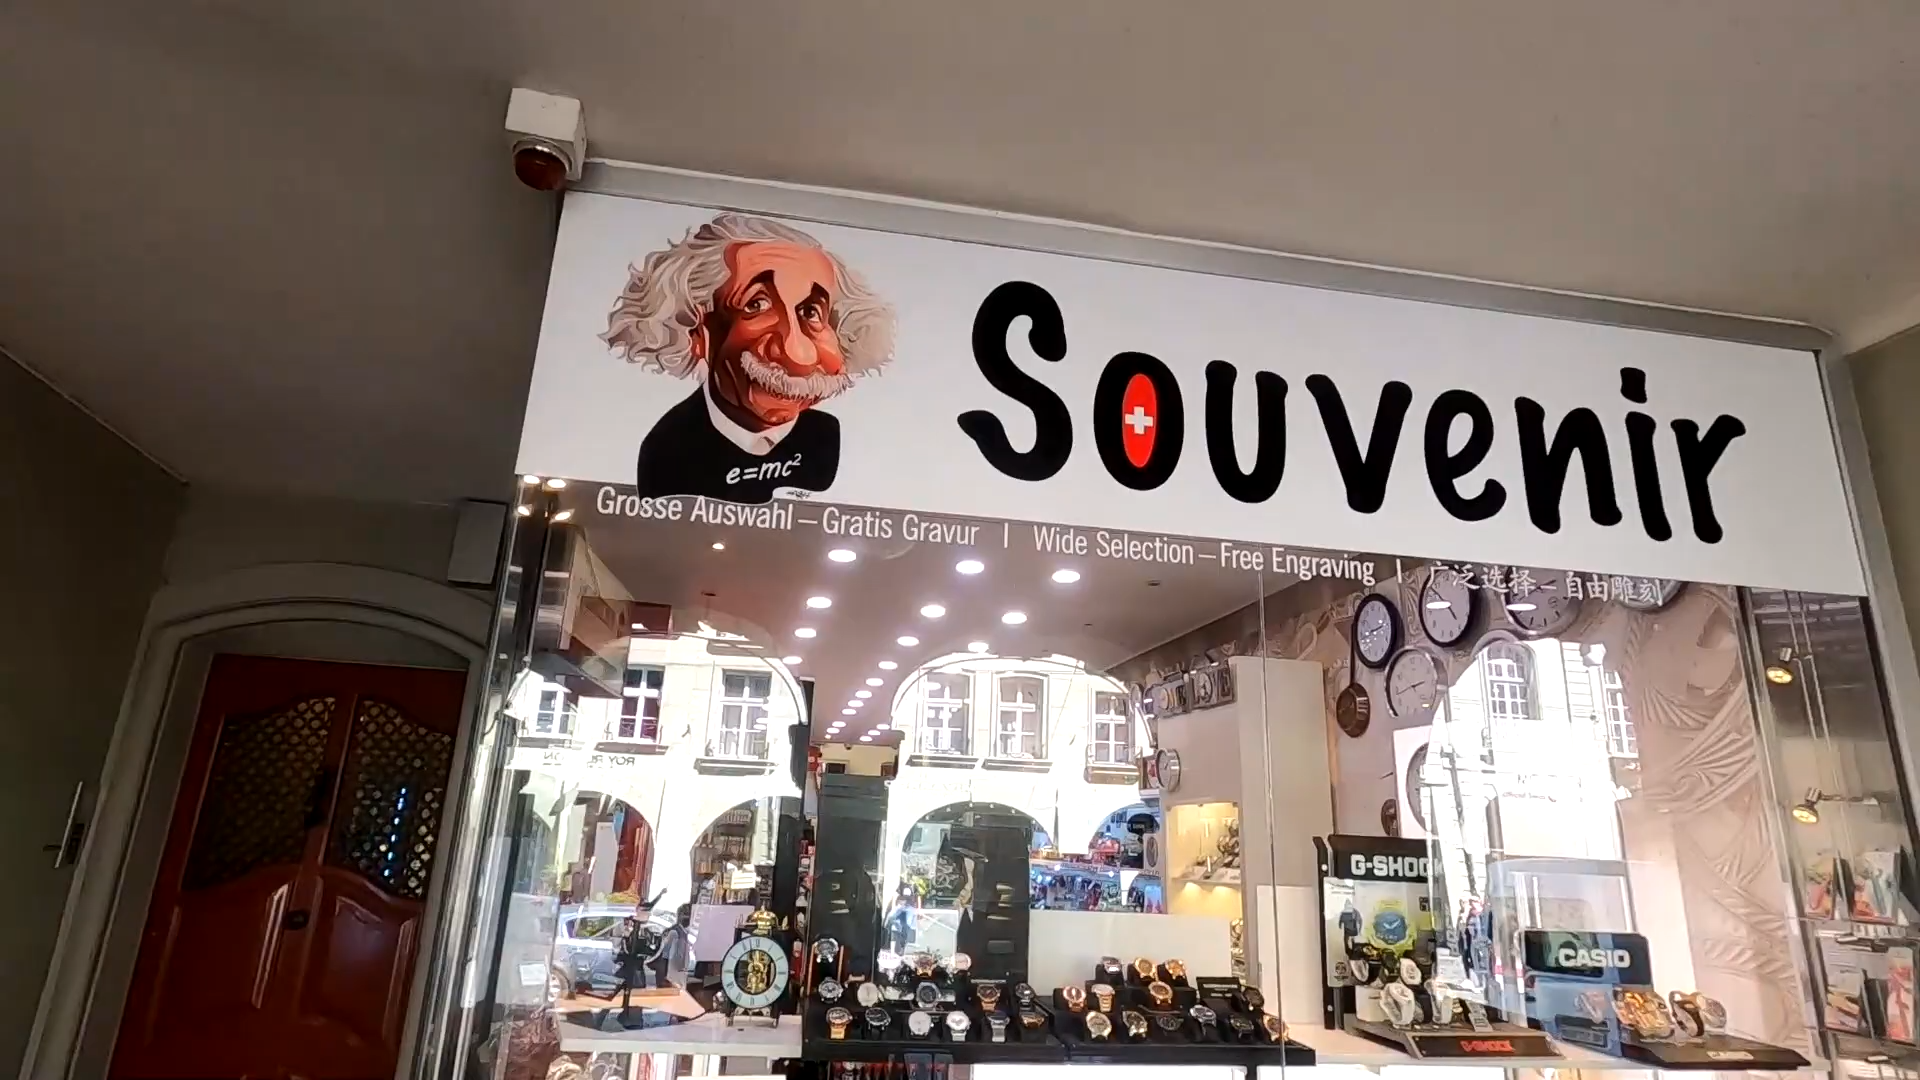 Souvenir
e=mc²
Grosse Auswahl – Gratis Gravur | Wide Selection – Free Engraving | 广泛选择 – 自由雕刻
G-SHOCK
CASIO
G-SHOCK